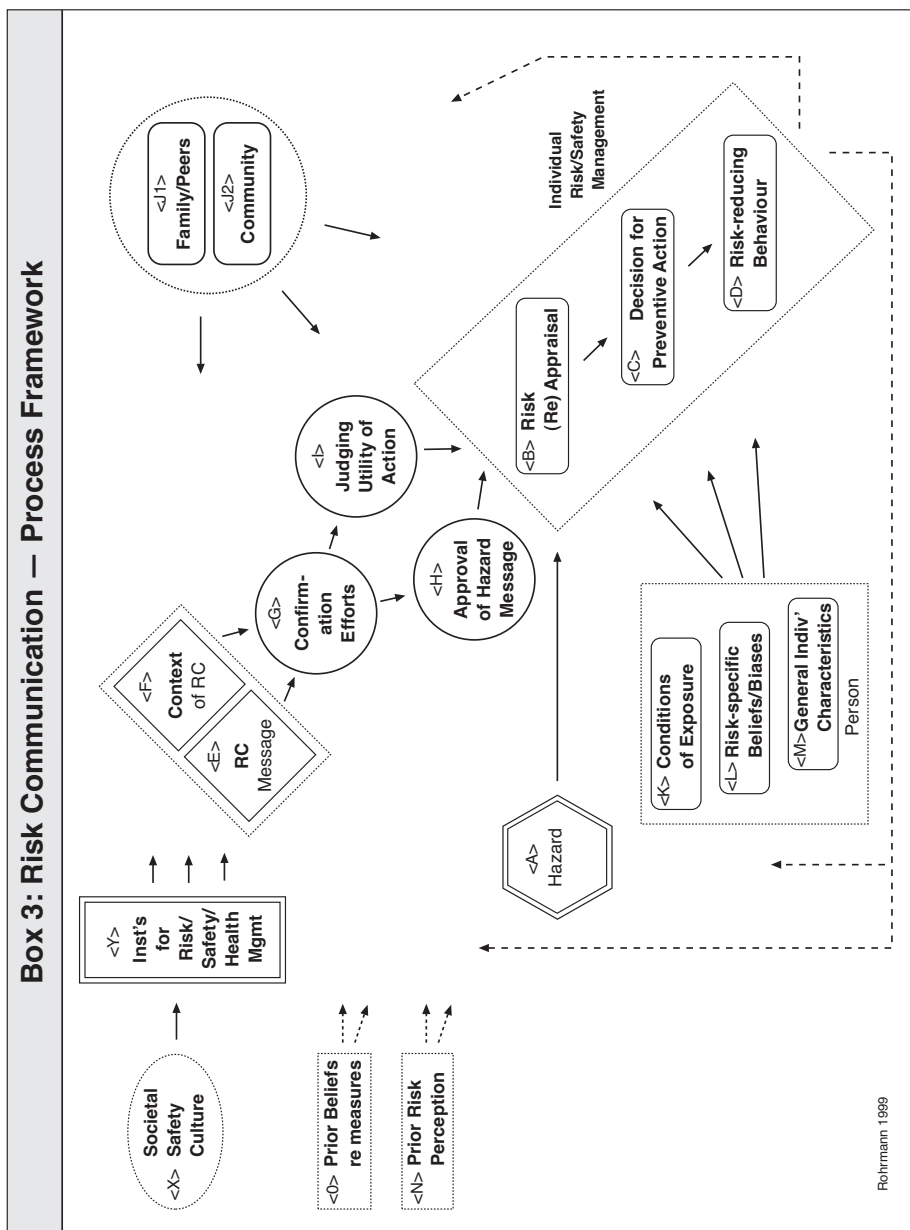 Box 3: Risk Communication — Process Framework
<X>
Societal
Safety
Culture
<Y>
Inst's
for
Risk/
Safety/
Health
Mgmt
<F>
Context
of RC
<E>
RC
Message
<J1>
Family/Peers
<J2>
Community
<G>
Confirm-
ation
Efforts
<I>
Judging
Utility of
Action
<H>
Approval
of Hazard
Message
<O> Prior Beliefs
re measures
<N> Prior Risk
Perception
<A>
Hazard
Individual
Risk/Safety
Management
<B> Risk
(Re) Appraisal
<C> Decision for
Preventive Action
<D> Risk-reducing
Behaviour
<K> Conditions
of Exposure
<L> Risk-specific
Beliefs/Biases
<M>General Indiv'
Characteristics
Person
Rohrmann 1999